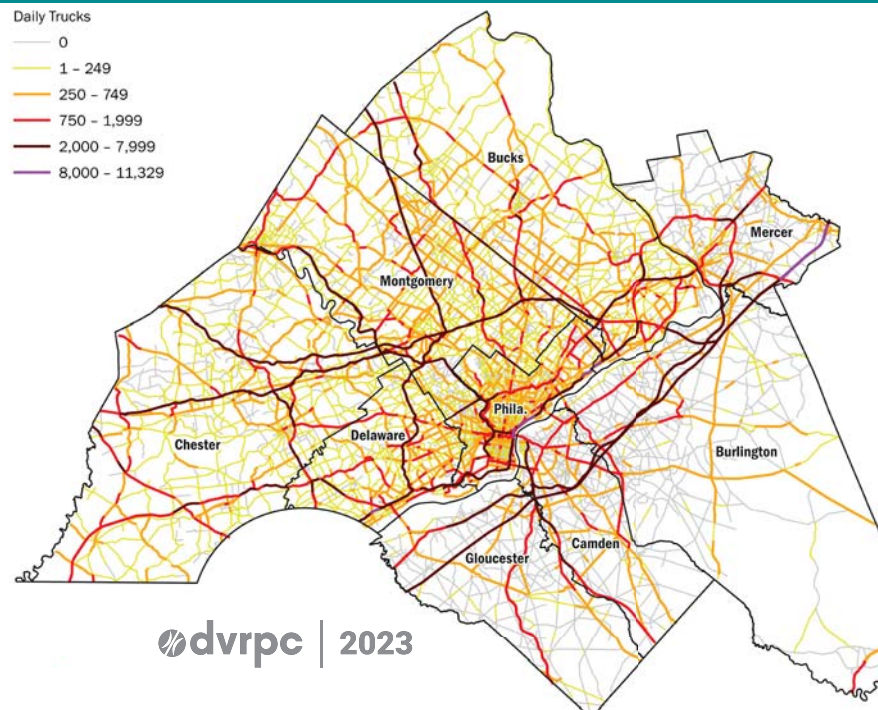 Daily Trucks
0
1 – 249
250 – 749
750 – 1,999
2,000 – 7,999
8,000 – 11,329
Bucks
Mercer
Montgomery
Phila.
Chester
Delaware
Burlington
Gloucester
Camden
dvrpc | 2023